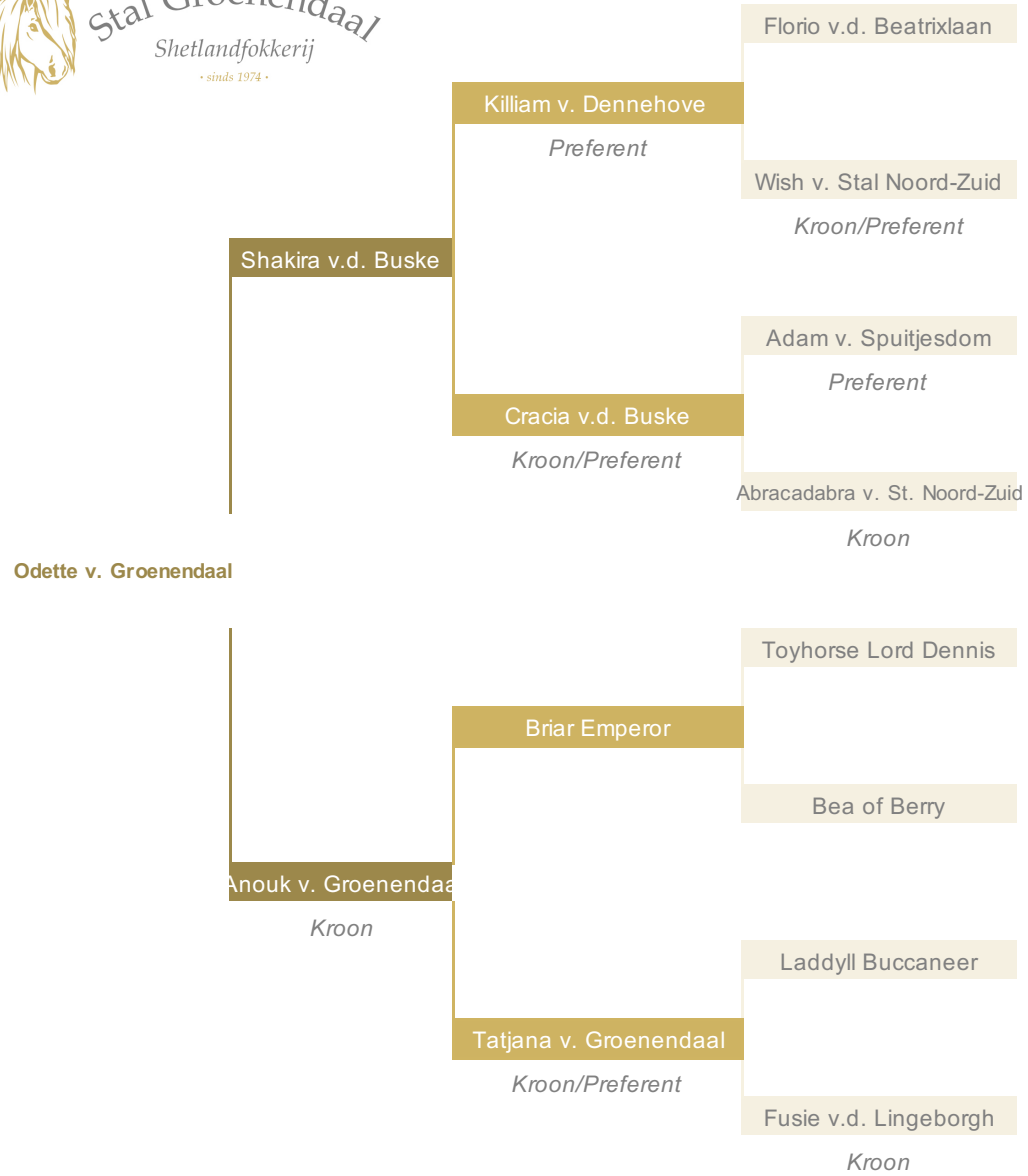 Stal Groenendaal
Shetlandfokkerij
• sinds 1974 •
Florio v.d. Beatrixlaan
Killiam v. Dennehove
Preferent
Wish v. Stal Noord-Zuid
Kroon/Preferent
Shakira v.d. Buske
Adam v. Spuitjesdom
Preferent
Cracia v.d. Buske
Kroon/Preferent
Abracadabra v. St. Noord-Zuid
Kroon
Odette v. Groenendaal
Toyhorse Lord Dennis
Briar Emperor
Bea of Berry
Anouk v. Groenendaa
Kroon
Laddyll Buccaneer
Tatjana v. Groenendaal
Kroon/Preferent
Fusie v.d. Lingeborgh
Kroon